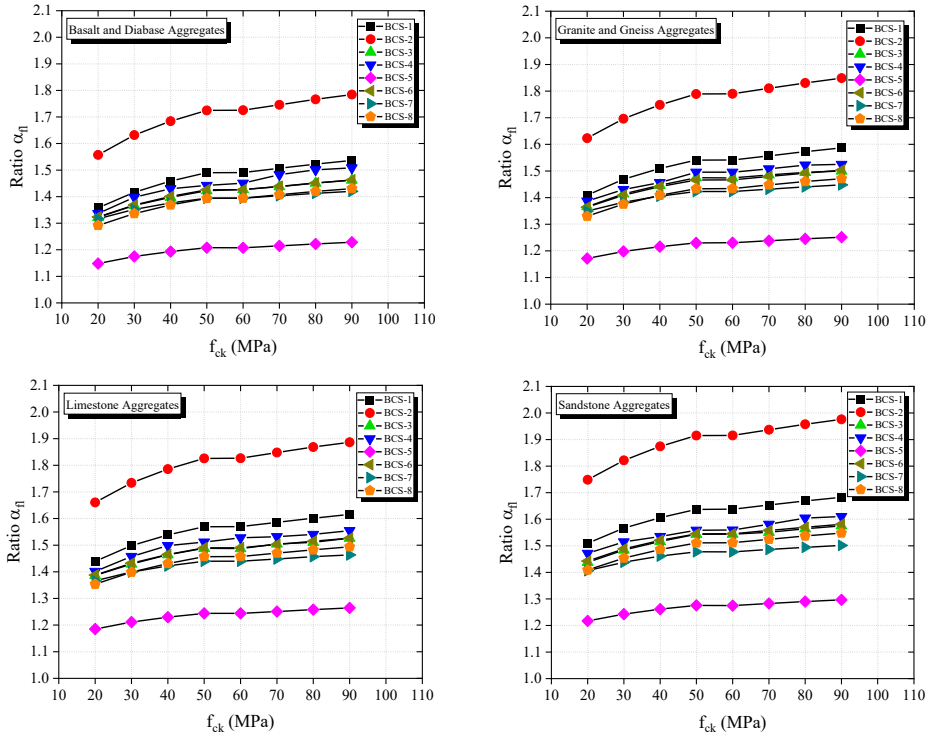 Basalt and Diabase Aggregates
BCS-1
BCS-2
BCS-3
BCS-4
BCS-5
BCS-6
BCS-7
BCS-8
2.1
2.0
1.9
1.8
1.7
1.6
1.5
1.4
1.3
1.2
1.1
1.0
Ratio α_fl
10 20 30 40 50 60 70 80 90 100 110
f_ck (MPa)
Granite and Gneiss Aggregates
BCS-1
BCS-2
BCS-3
BCS-4
BCS-5
BCS-6
BCS-7
BCS-8
2.1
2.0
1.9
1.8
1.7
1.6
1.5
1.4
1.3
1.2
1.1
1.0
Ratio α_fl
10 20 30 40 50 60 70 80 90 100 110
f_ck (MPa)
Limestone Aggregates
BCS-1
BCS-2
BCS-3
BCS-4
BCS-5
BCS-6
BCS-7
BCS-8
2.1
2.0
1.9
1.8
1.7
1.6
1.5
1.4
1.3
1.2
1.1
1.0
Ratio α_fl
10 20 30 40 50 60 70 80 90 100 110
f_ck (MPa)
Sandstone Aggregates
BCS-1
BCS-2
BCS-3
BCS-4
BCS-5
BCS-6
BCS-7
BCS-8
2.1
2.0
1.9
1.8
1.7
1.6
1.5
1.4
1.3
1.2
1.1
1.0
Ratio α_fl
10 20 30 40 50 60 70 80 90 100 110
f_ck (MPa)